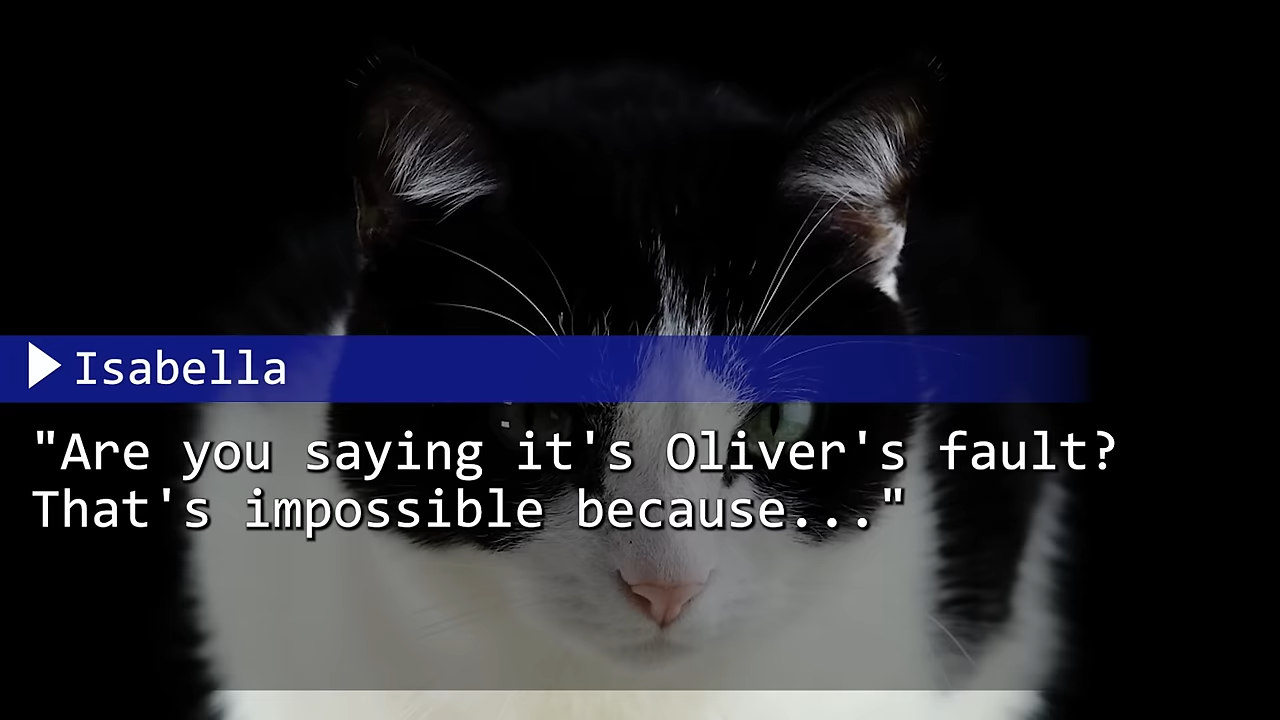 Isabella
"Are you saying it's Oliver's fault?
That's impossible because..."